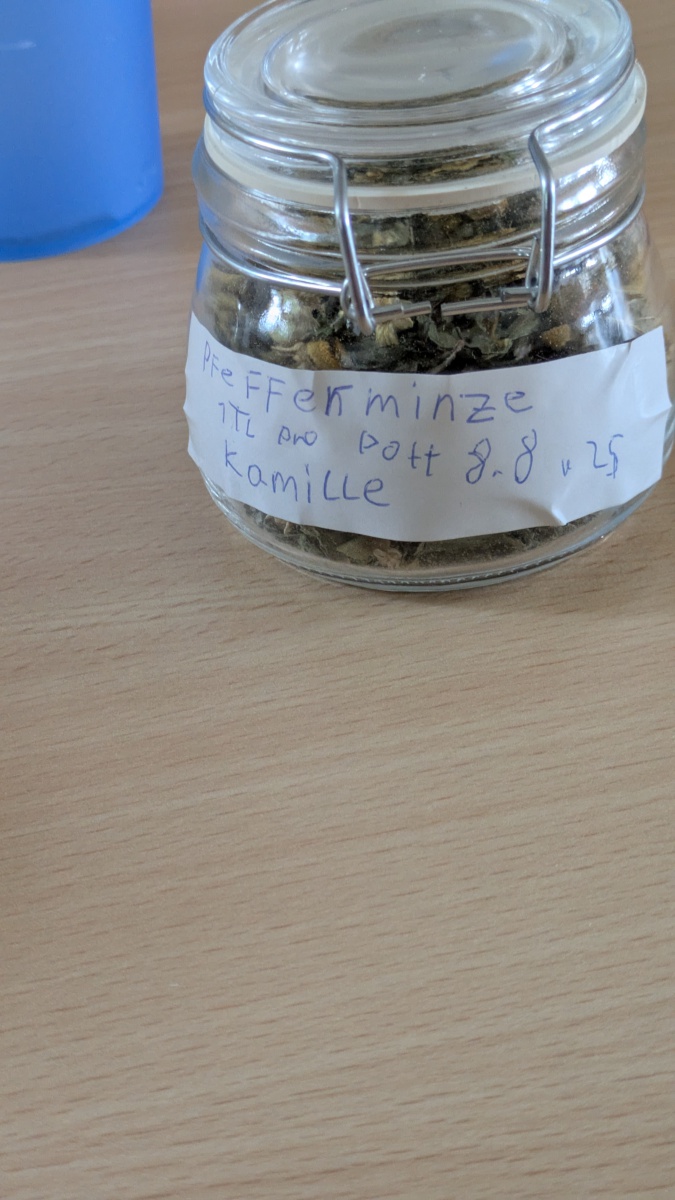 PFeFFerminze
1TL pro Pott 8.8.25
Kamille